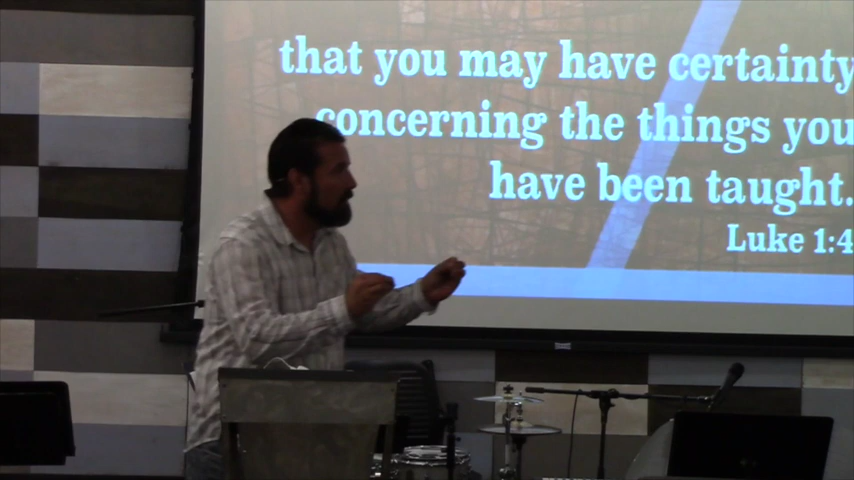 that you may have certainty
concerning the things you
have been taught.
Luke 1:4